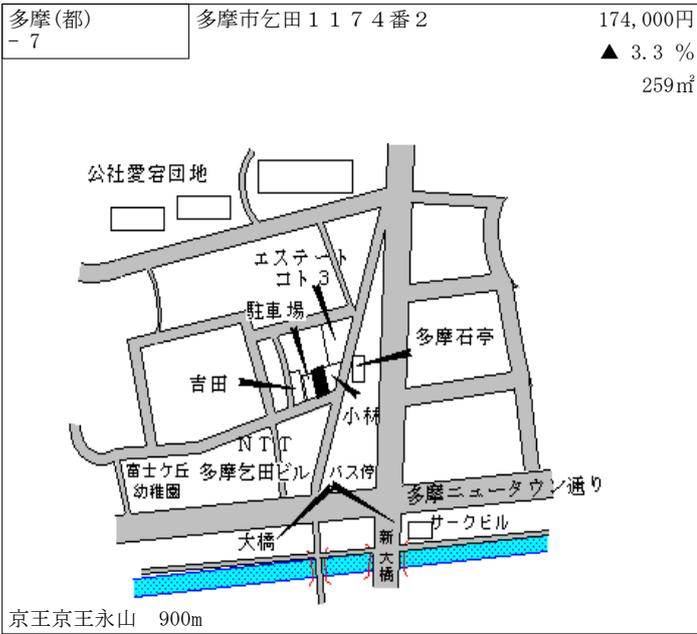 多摩(都)
- 7
多摩市乞田１１７４番２
174,000円
▲ 3.3 %
259㎡
公社愛宕団地
エステート
コト３
駐車場
多摩石亭
吉田
小林
ＮＴＴ
多摩乞田ビル
富士ケ丘
幼稚園
バス停
多摩ニュータウン通り
大橋
サークビル
新大橋
京王京王永山 900m